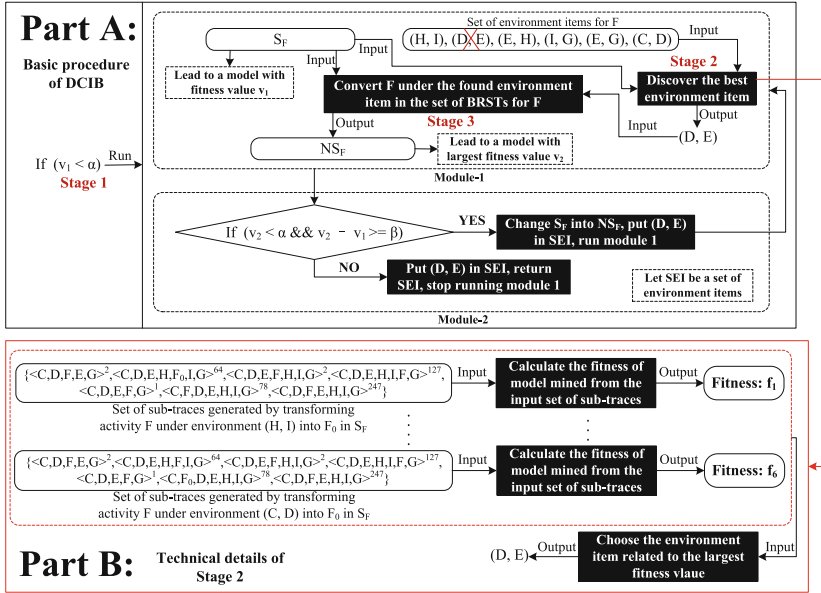 Part A:
Basic procedure
of DCIB
If (v1 < α)
Run
Stage 1
SF
Set of environment items for F
(H, I), (D, E), (E, H), (I, G), (E, G), (C, D)
Input
Input
Input
Lead to a model with
fitness value v1
Stage 2
Convert F under the found environment
item in the set of BRSTs for F
Discover the best
environment item
Output
Stage 3
Input
Output
(D, E)
NSF
Lead to a model with
largest fitness value v2
Module-1
If (v2 < α && v2 - v1 >= β)
YES
Change SF into NSF, put (D, E)
in SEI, run module 1
NO
Put (D, E) in SEI, return
SEI, stop running module 1
Let SEI be a set of
environment items
Module-2
{<C,D,F,E,G>2,<C,D,E,H,F0,I,G>64,<C,D,E,F,H,I,G>2,<C,D,E,H,I,F,G>127,
<C,D,E,F,G>1,<C,F,D,E,H,I,G>78,<C,D,F,E,H,I,G>247}
Input
Calculate the fitness of
model mined from the
input set of sub-traces
Output
Fitness: f1
Set of sub-traces generated by transforming
activity F under environment (H, I) into F0 in SF
{<C,D,F,E,G>2,<C,D,E,H,F,I,G>64,<C,D,E,F,H,I,G>2,<C,D,E,H,I,F,G>127,
<C,D,E,F,G>1,<C,F0,D,E,H,I,G>78,<C,D,F,E,H,I,G>247}
Input
Calculate the fitness of
model mined from the
input set of sub-traces
Output
Fitness: f6
Set of sub-traces generated by transforming
activity F under environment (C, D) into F0 in SF
Part B:
Technical details of
Stage 2
(D, E)
Output
Choose the environment
item related to the largest
fitness vlaue
Input